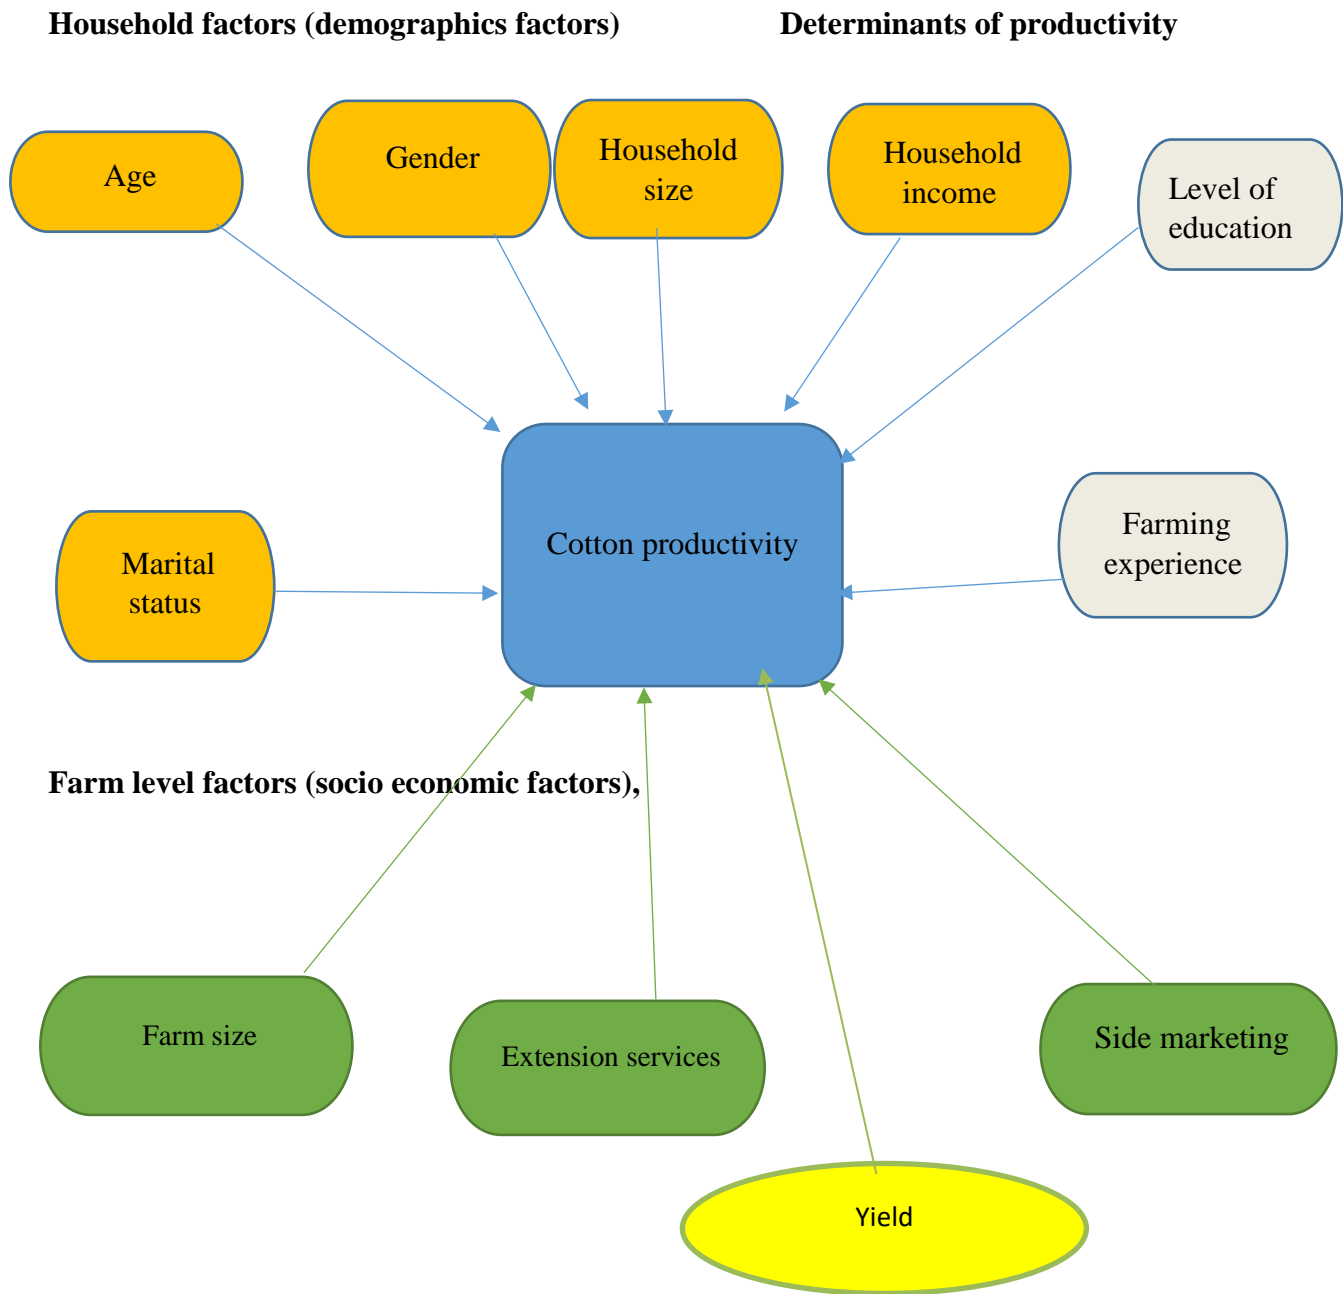 Household factors (demographics factors)
Determants of productivity
Age
Gender
Household
size
Household
income
Level of
education
Cotton productivity
Farming
experience
Marital
status
Farm level factors (socio economic factors),
Farm size
Extension services
Side marketing
Yield